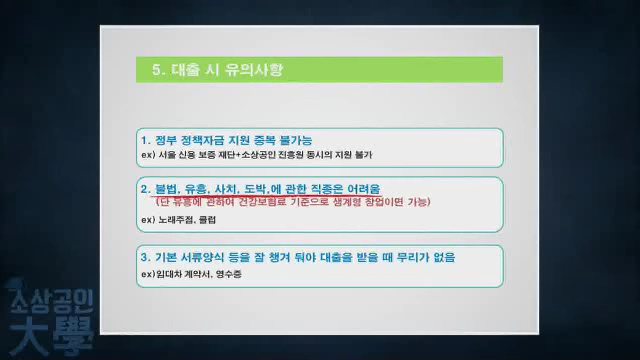 5. 대출 시 유의사항
1. 정부 정책자금 지원 중복 불가능
ex) 서울 신용 보증 재단+소상공인 진흥원 동시의 지원 불가
2. 불법, 유흥, 사치, 도박,에 관한 직종은 어려움
(단 유흥에 관하여 건강보험료 기준으로 생계형 창업이면 가능)
ex) 노래주점, 클럽
3. 기본 서류양식 등을 잘 챙겨 둬야 대출을 받을 때 무리가 없음
ex)임대차 계약서, 영수증
소상공인
大學